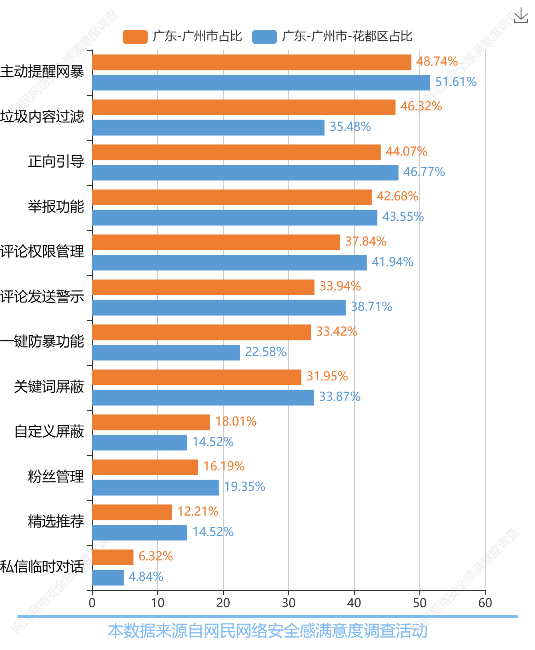 广东-广州市占比 广东-广州市-花都区占比
主动提醒网暴 48.74% 51.61%
垃圾内容过滤 46.32% 35.48%
正向引导 44.07% 46.77%
举报功能 42.68% 43.55%
评论权限管理 37.84% 41.94%
评论发送警示 33.94% 38.71%
一键防暴功能 33.42% 22.58%
关键词屏蔽 31.95% 33.87%
自定义屏蔽 18.01% 14.52%
粉丝管理 16.19% 19.35%
精选推荐 12.21% 14.52%
私信临时对话 6.32% 4.84%
0 10 20 30 40 50 60
本数据来源自网民网络安全感满意度调查活动